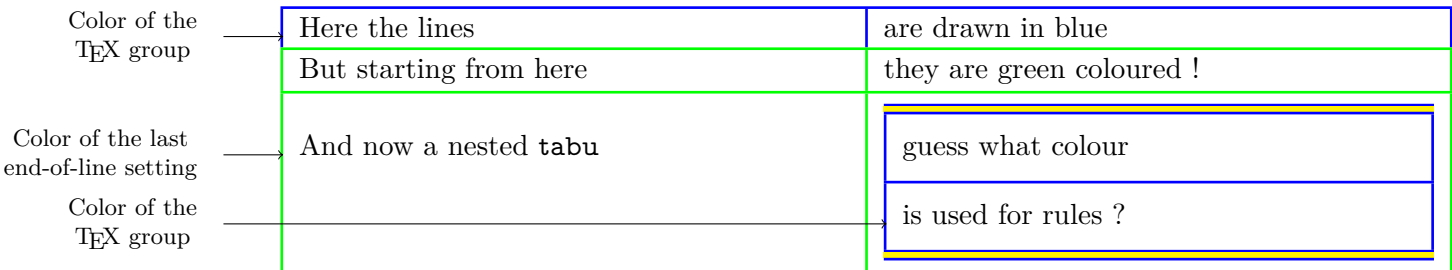 Color of the
TEX group
Here the lines
are drawn in blue
But starting from here
they are green coloured !
Color of the last
end-of-line setting
And now a nested tabu
guess what colour
Color of the
TEX group
is used for rules ?